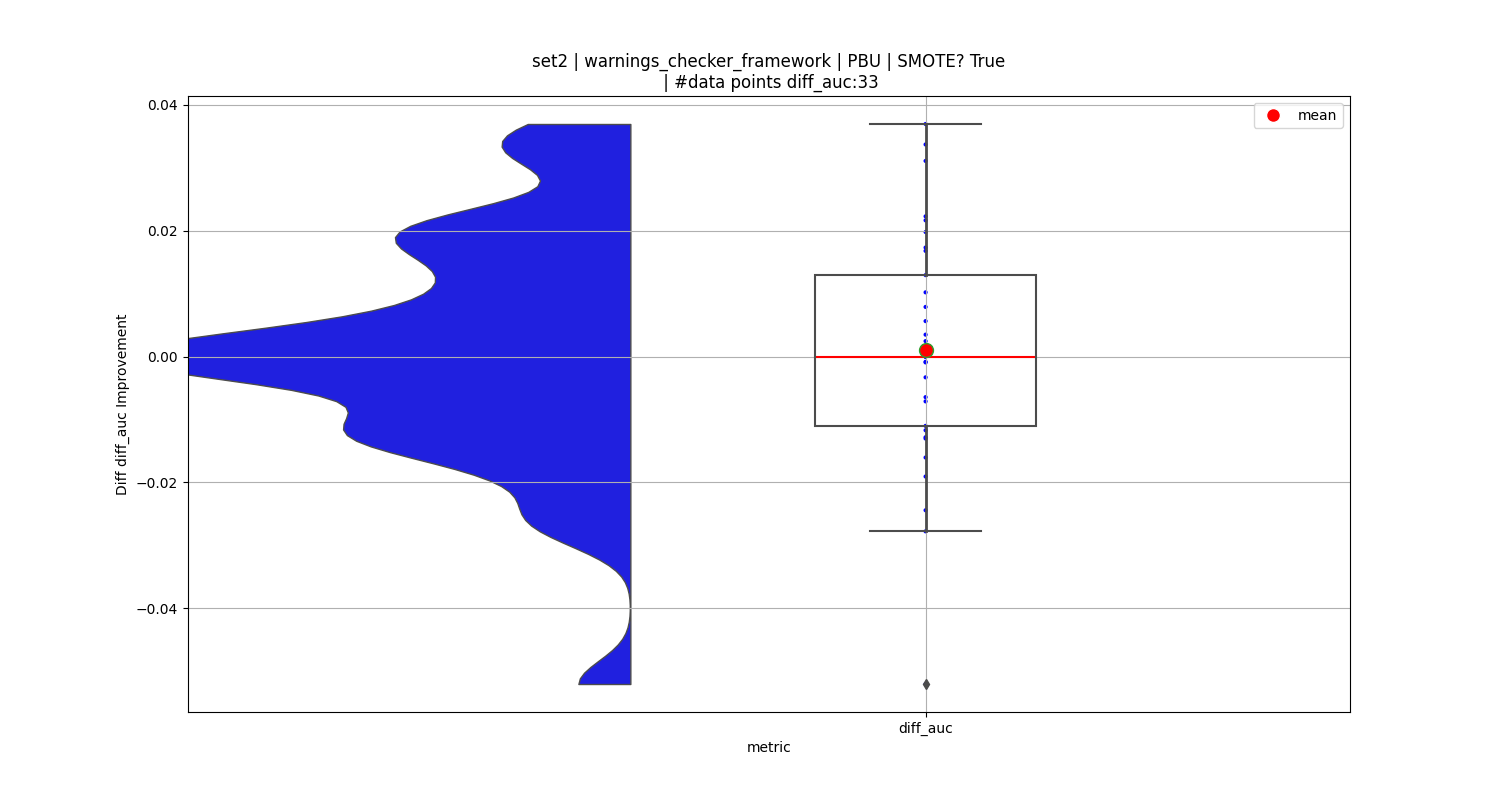 set2 | warnings_checker_framework | PBU | SMOTE? True
| #data points diff_auc:33
mean
0.04
0.02
0.00
−0.02
−0.04
Diff diff_auc Improvement
diff_auc
metric